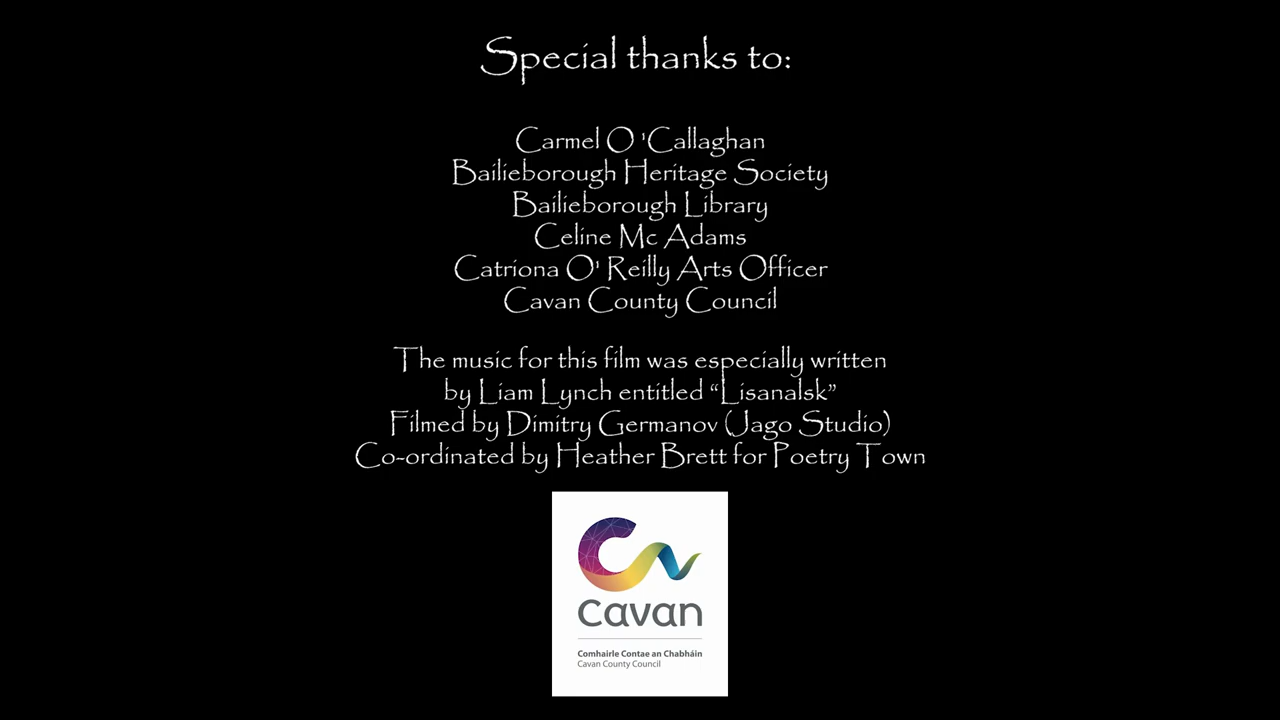 Special thanks to:
Carmel O 'Callaghan
Bailieborough Heritage Society
Bailieborough Library
Celine Mc Adams
Catriona O' Reilly Arts Officer
Cavan County Council
The music for this film was especially written
by Liam Lynch entitled “Lisanalsk”
Filmed by Dimitry Germanov (Jago Studio)
Co-ordinated by Heather Brett for Poetry Town
Cavan
Comhairle Contae an Chabháin
Cavan County Council